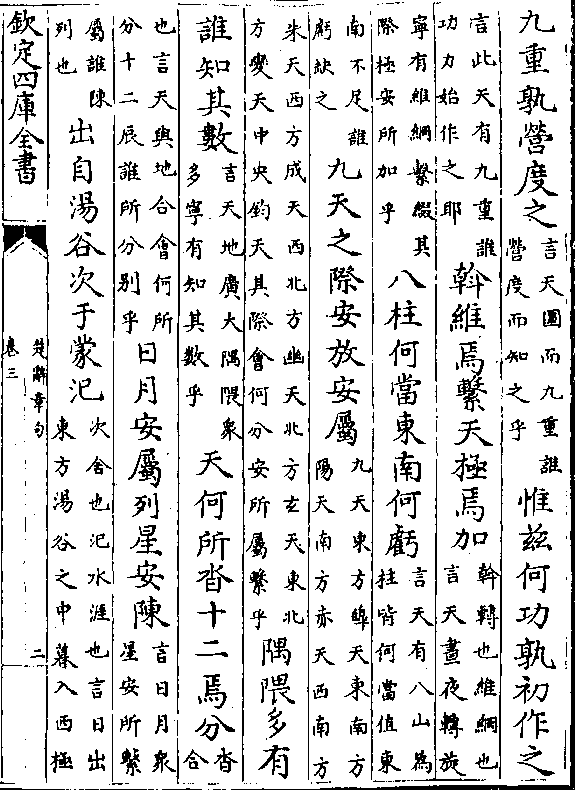 九重孰營度之言天圜而九重誰營度而知之乎惟茲何功孰初作之
言此天有九重誰功力始作之耶斡維焉繫天極焉加斡轉也維綱也言天晝夜轉旋
寧有維綱繫綴其際極安所加乎八柱何當東南何虧言天有八山為柱皆何當值東
南不足誰虧缺之九天之際安放安屬九天東方皥天東南方陽天南方赤天西南方
朱天西方成天西北方幽天北方玄天東北方變天中央鈞天其際會何分安所屬繫乎隅隈多有
誰知其數言天地廣大隅隈衆多寧有知其數乎天何所沓十二焉分沓合
也言天與地合會何所分十二辰誰所分別乎日月安屬列星安陳言日月衆星安所繫
屬誰陳列也出自湯谷次于蒙汜次舍也汜水涯也言日出東方湯谷之中暮入西極
欽定四庫全書
楚辭章句
卷三
二